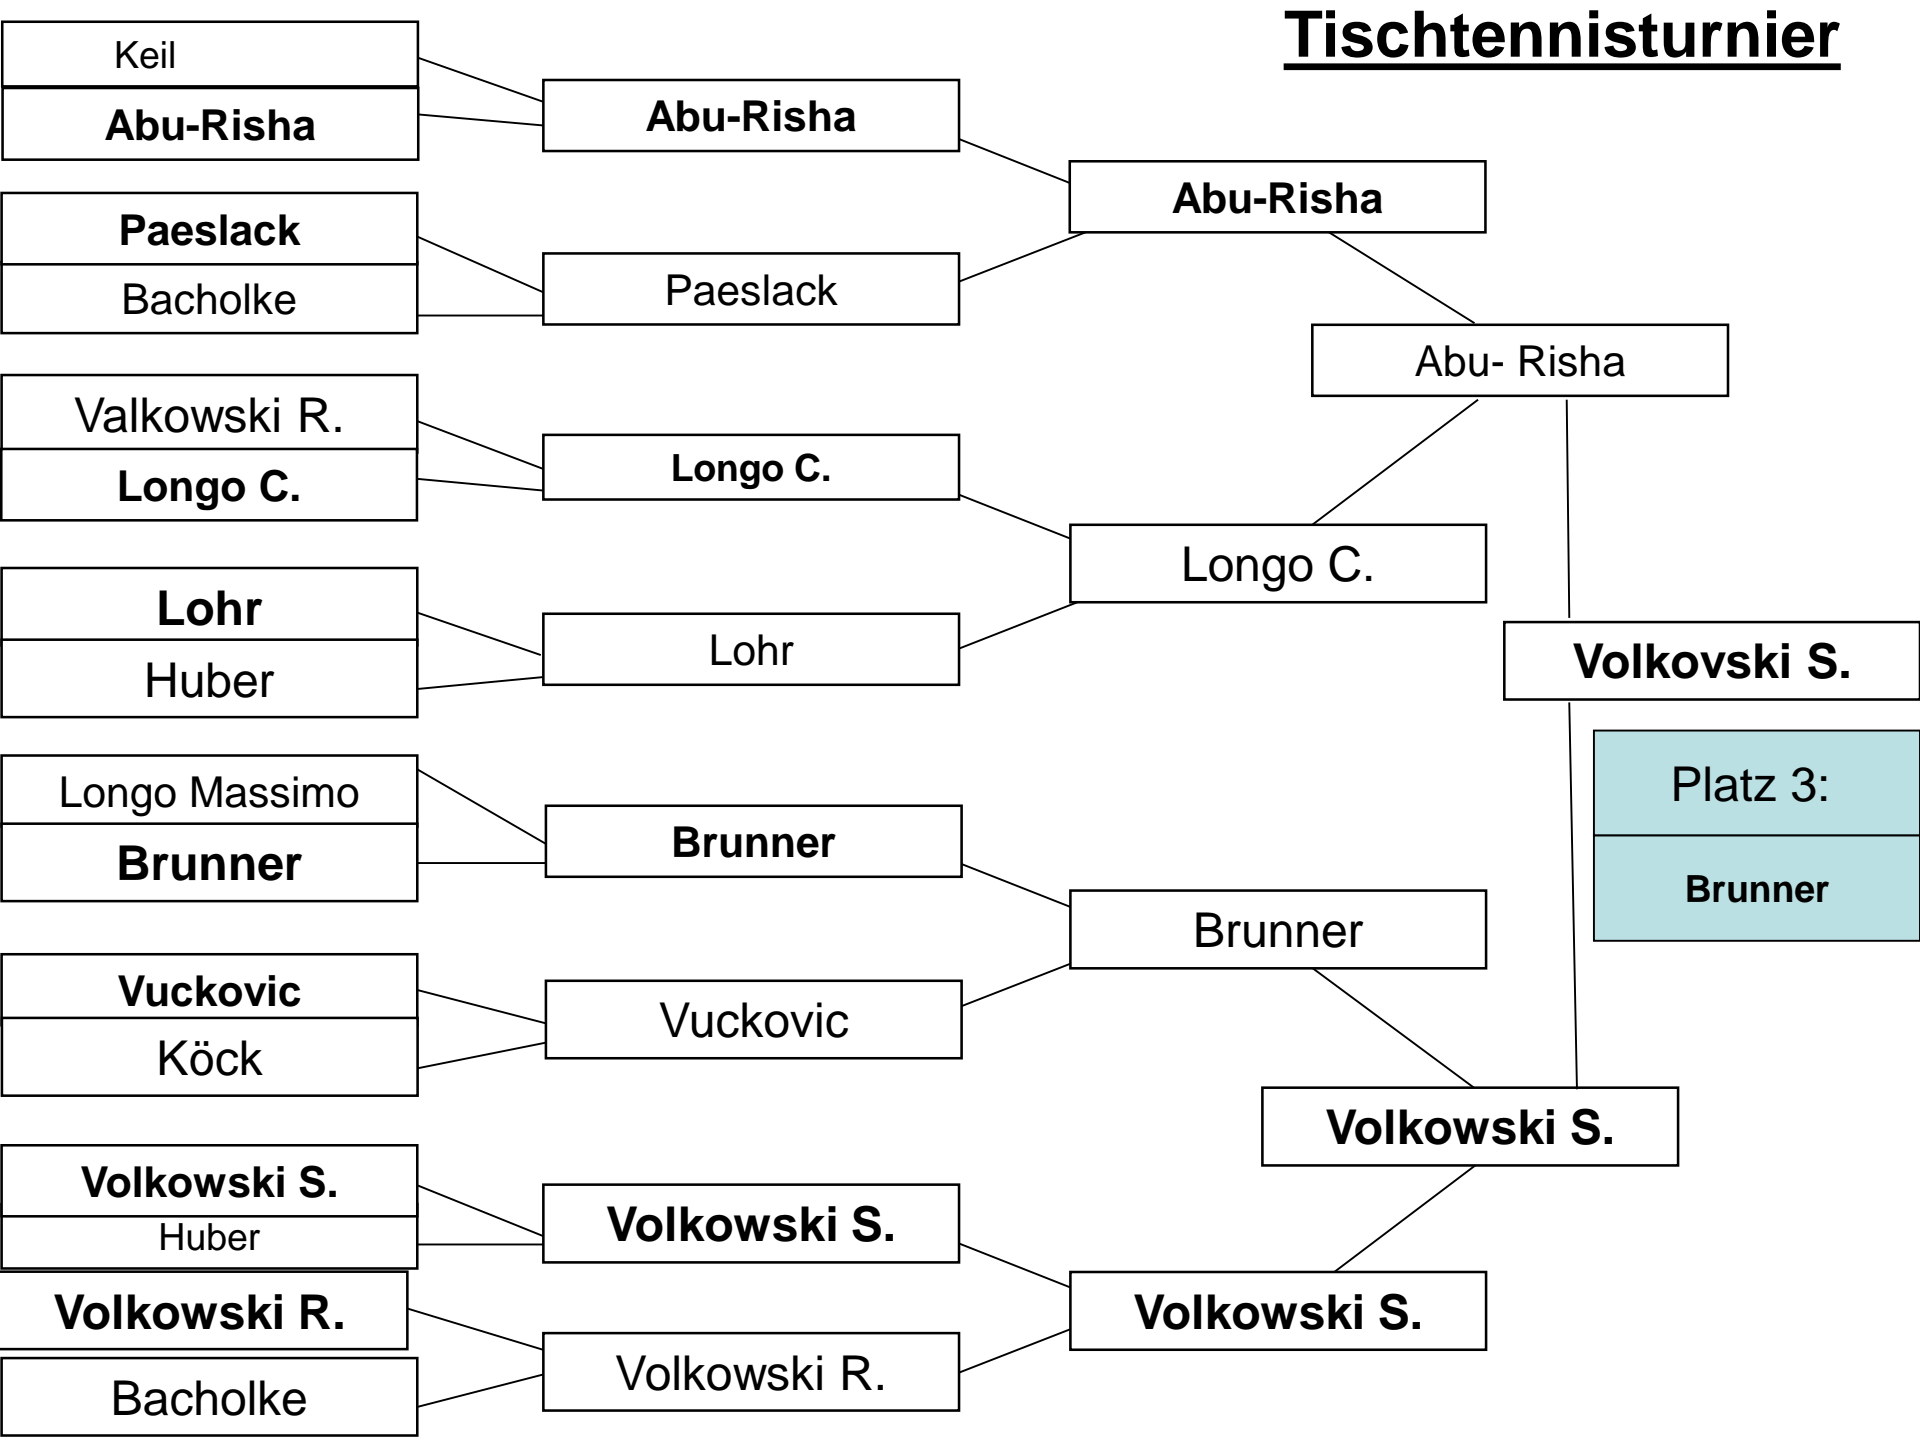 Tischtennisturnier
Keil
Abu-Risha
Paeslack
Bacholke
Valkowski R.
Longo C.
Lohr
Huber
Longo Massimo
Brunner
Vuckovic
Köck
Volkowski S.
Huber
Volkowski R.
Bacholke
Abu-Risha
Paeslack
Longo C.
Lohr
Brunner
Vuckovic
Volkowski S.
Volkowski R.
Abu-Risha
Longo C.
Brunner
Volkowski S.
Abu- Risha
Volkowski S.
Volkovski S.
Platz 3:
Brunner